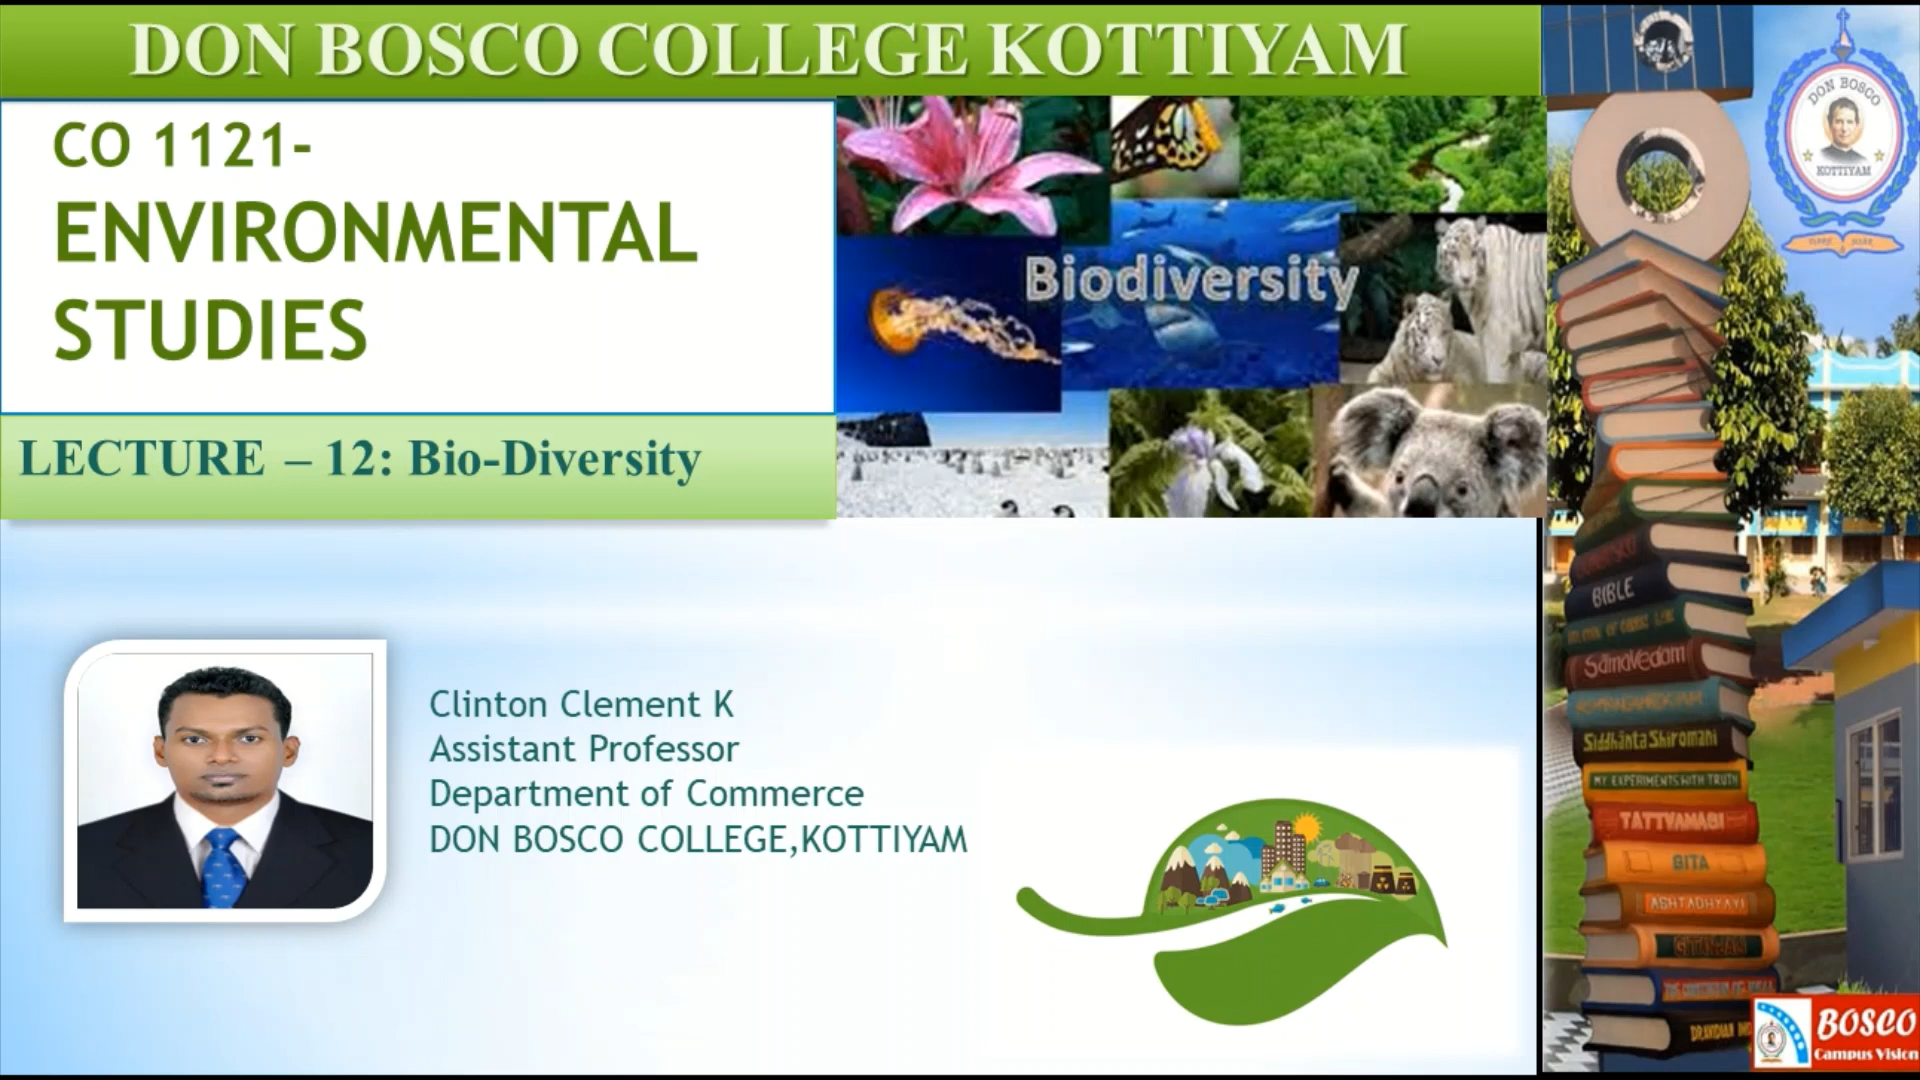 DON BOSCO COLLEGE KOTTIYAM
CO 1121-
ENVIRONMENTAL
STUDIES
LECTURE – 12: Bio-Diversity
Biodiversity
Clinton Clement K
Assistant Professor
Department of Commerce
DON BOSCO COLLEGE,KOTTIYAM
DON BOSCO
KOTTIYAM
BIBLE
SamaVedam
Siddhanta Shiromani
MY EXPERIMENTS WITH TRUTH
TATTVAMASI
GITA
ASHTADHYAYI
GITANJALI
BOSCO
Campus Vision